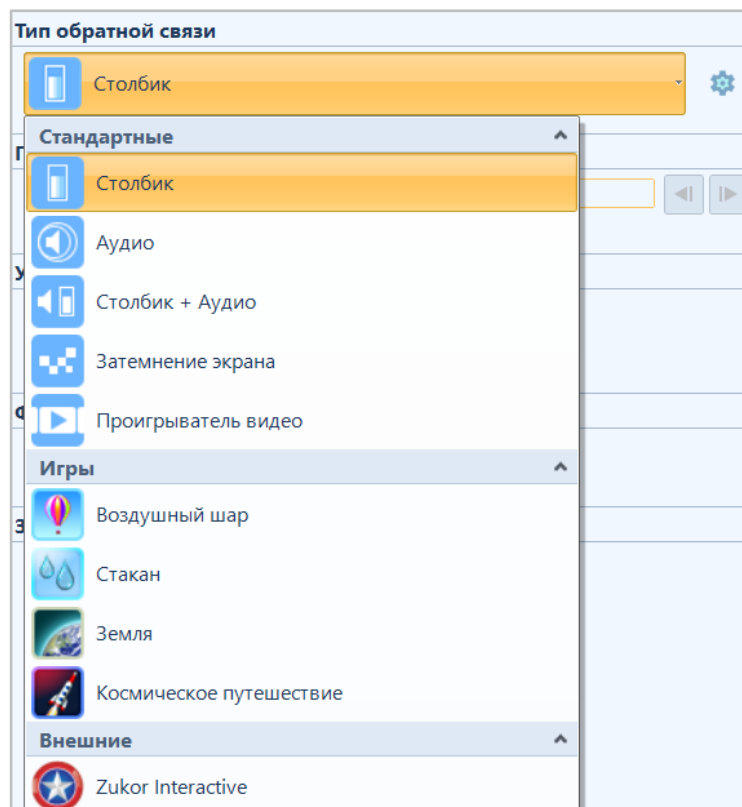 Тип обратной связи
Столбик
Стандартные
Столбик
Аудио
Столбик + Аудио
Затемнение экрана
Проигрыватель видео
Игры
Воздушный шар
Стакан
Земля
Космическое путешествие
Внешние
Zukor Interactive